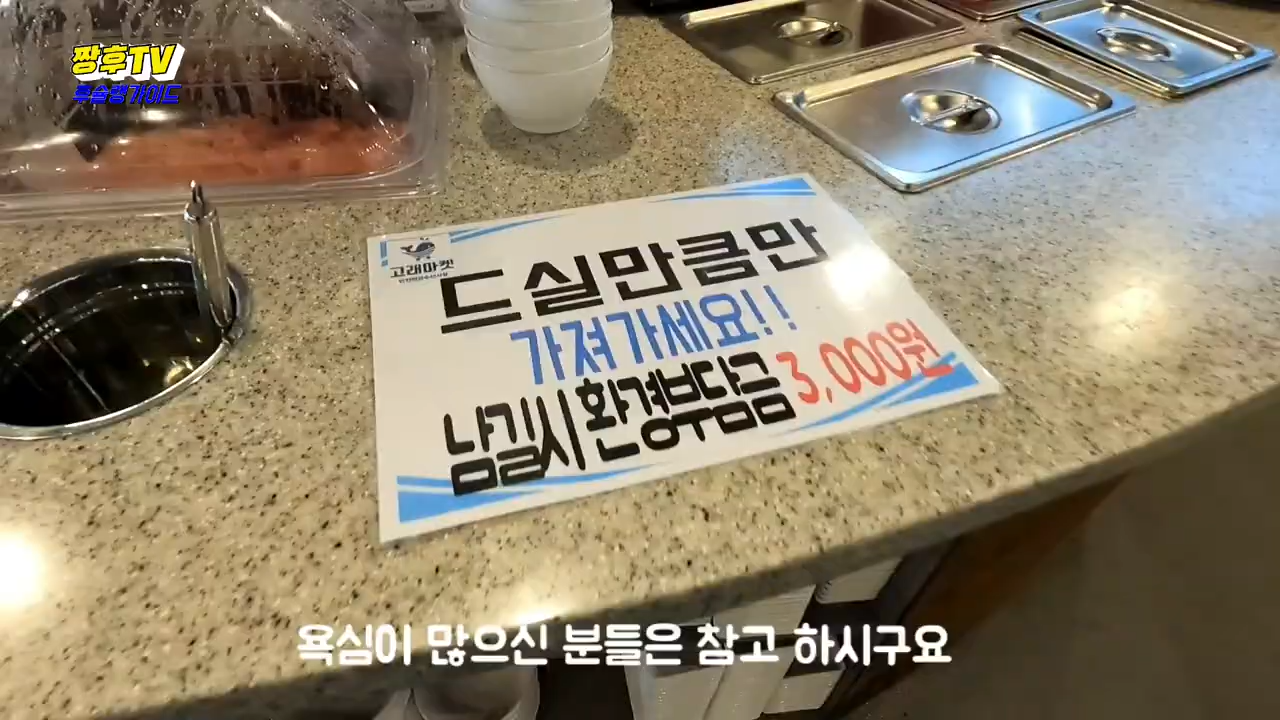 짱후TV
후슐랭가이드
고래마켓
드실만큼만
가져가세요!!
남길시 환경부담금 3,000원
욕심이 많으신 분들은 참고 하시구요